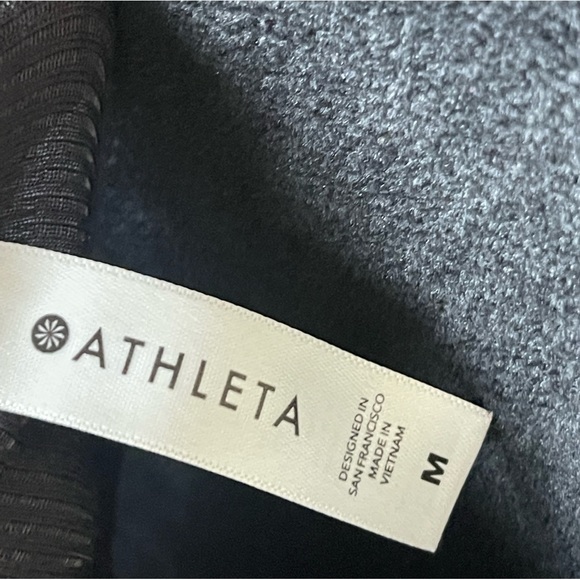 ATHLETA
DESIGNED IN
SAN FRANCISCO
MADE IN
VIETNAM
M